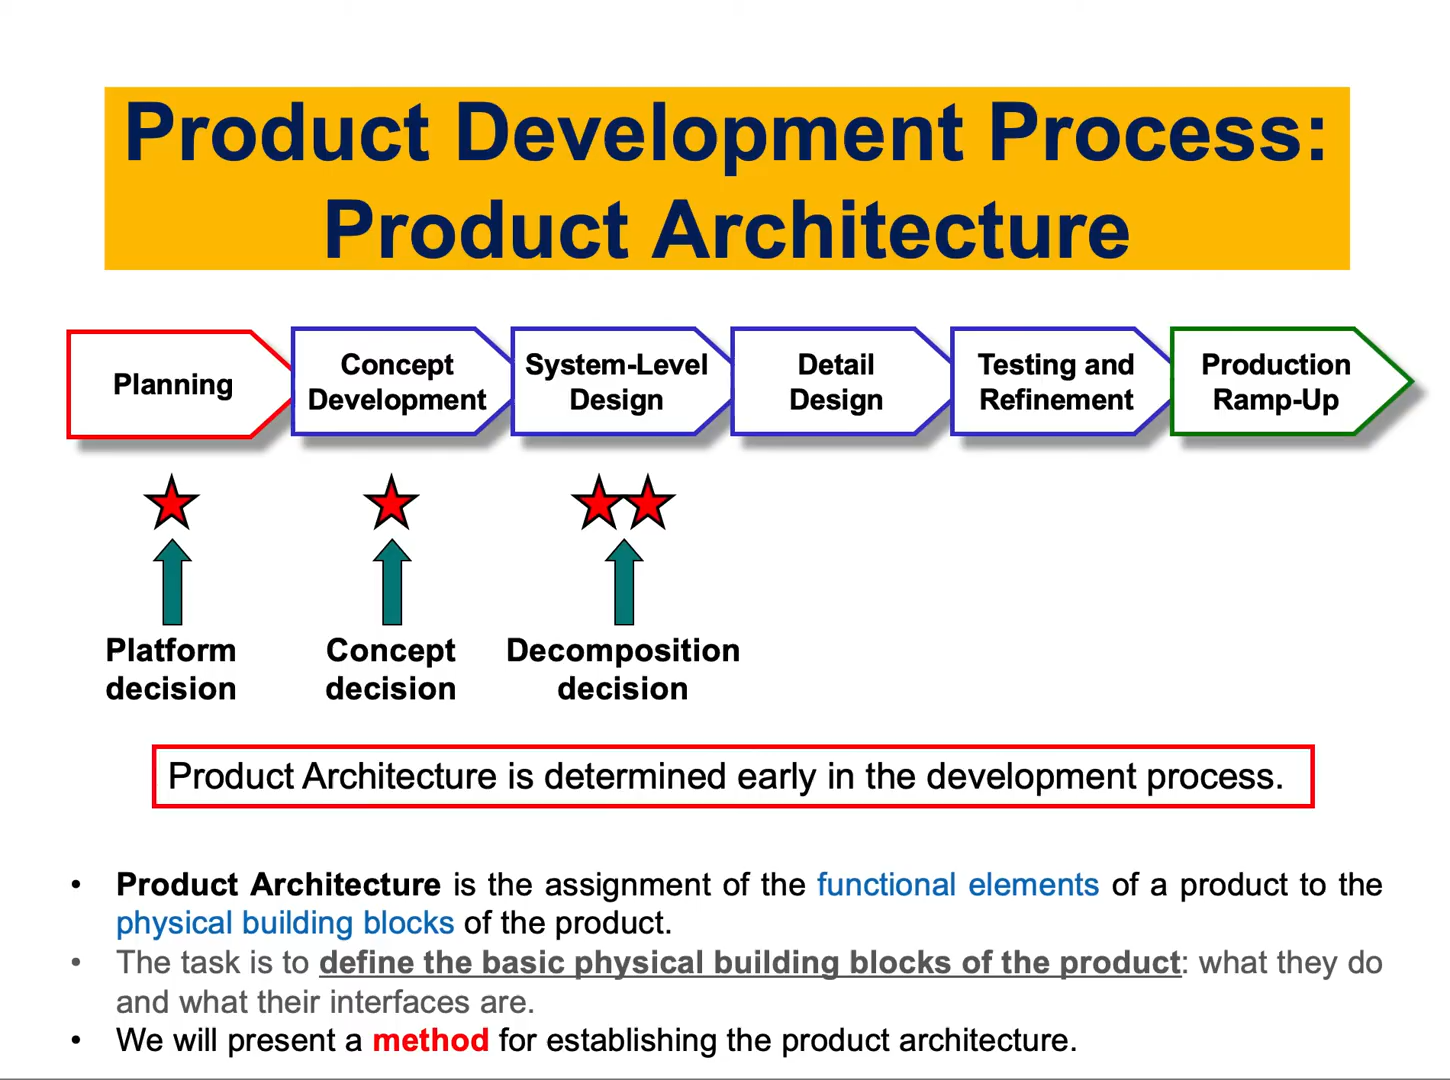 Product Development Process:
Product Architecture
Planning
Concept
Development
System-Level
Design
Detail
Design
Testing and
Refinement
Production
Ramp-Up
Platform
decision
Concept
decision
Decomposition
decision
Product Architecture is determined early in the development process.
• Product Architecture is the assignment of the functional elements of a product to the
physical building blocks of the product.
• The task is to define the basic physical building blocks of the product: what they do
and what their interfaces are.
• We will present a method for establishing the product architecture.